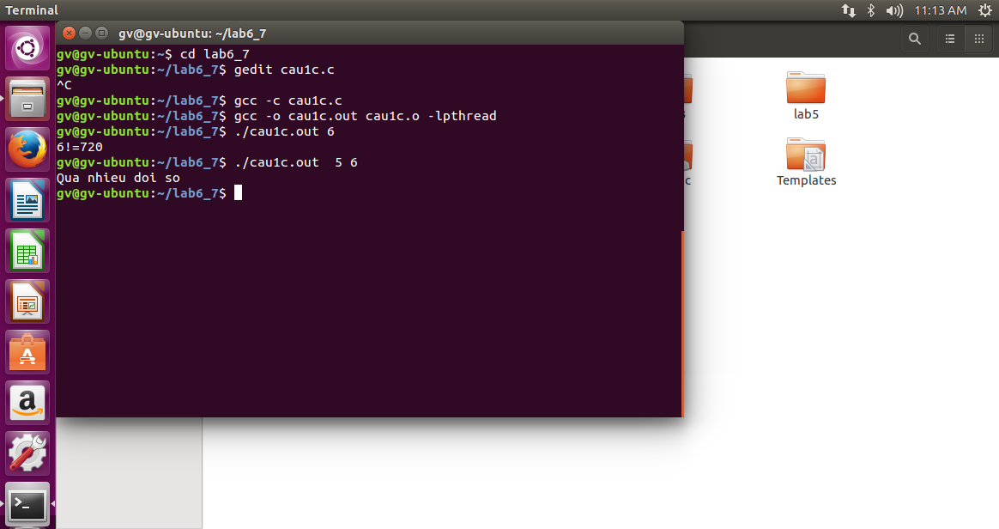 Terminal
11:13 AM
gv@gv-ubuntu: ~/lab6_7
gv@gv-ubuntu:~$ cd lab6_7
gv@gv-ubuntu:~/lab6_7$ gedit cau1c.c
^C
gv@gv-ubuntu:~/lab6_7$ gcc -c cau1c.c
gv@gv-ubuntu:~/lab6_7$ gcc -o cau1c.out cau1c.o -lpthread
gv@gv-ubuntu:~/lab6_7$ ./cau1c.out 6
6!=720
gv@gv-ubuntu:~/lab6_7$ ./cau1c.out  5 6
Qua nhieu doi so
gv@gv-ubuntu:~/lab6_7$
lab5
c
Templates